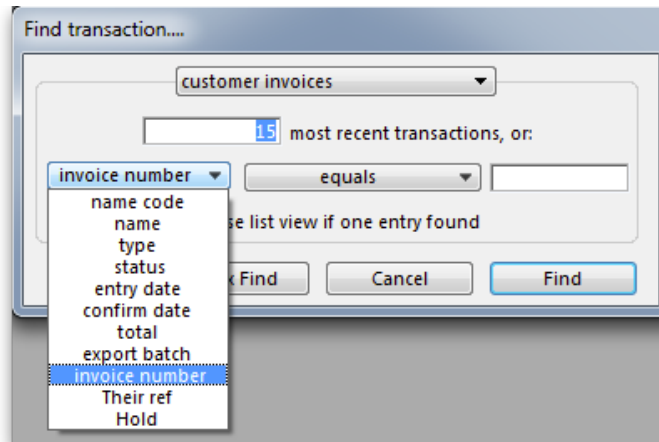 Find transaction....
customer invoices
15 most recent transactions, or:
invoice number equals
name code
name
type
status
entry date
confirm date
total
export batch
invoice number
Their ref
Hold
list view if one entry found
Find Cancel Find